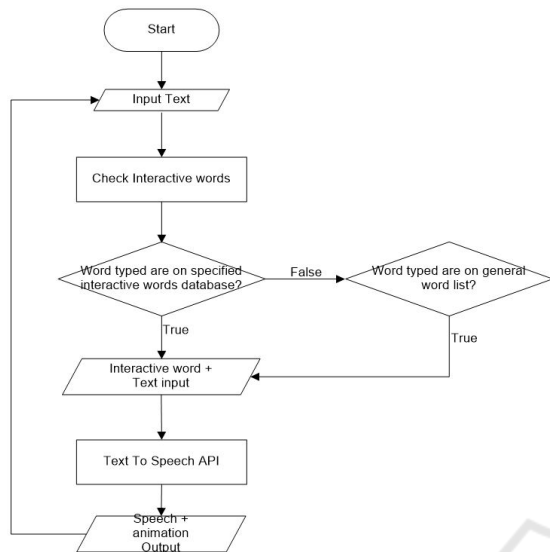 Start
Input Text
Check Interactive words
Word typed are on specified
interactive words database?
False
Word typed are on general
word list?
True
True
Interactive word +
Text input
Text To Speech API
Speech +
animation
Output